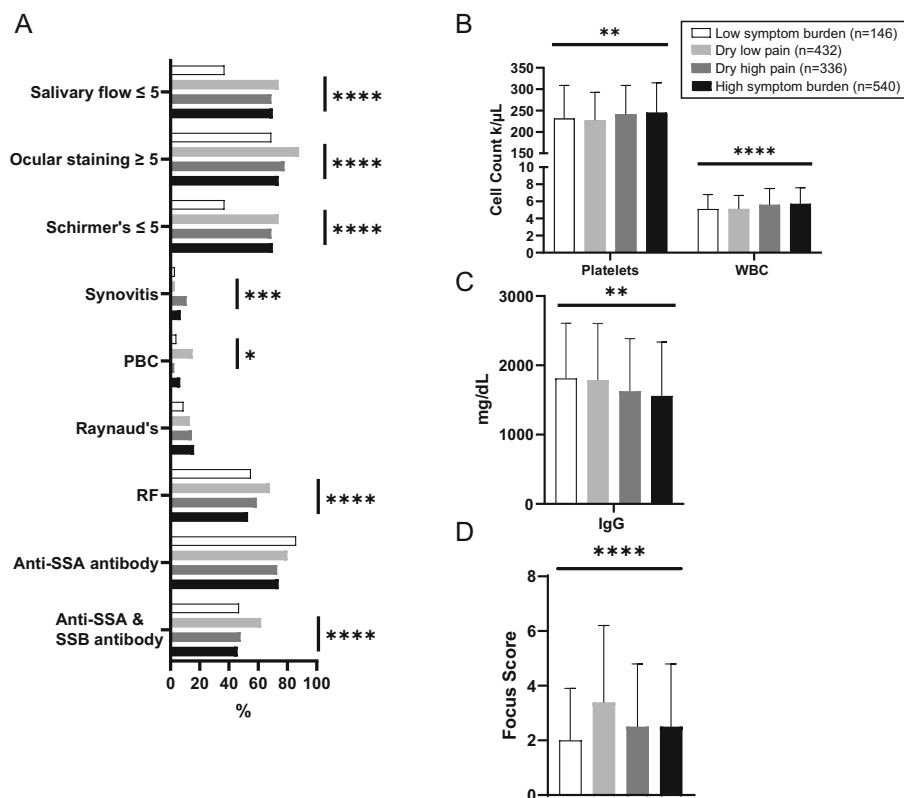 A
Salivary flow ≤ 5
****
Ocular staining ≥ 5
****
Schirmer's ≤ 5
****
Synovitis
***
PBC
*
Raynaud's
RF
****
Anti-SSA antibody
Anti-SSA &
SSB antibody
****
0 20 40 60 80 100
%
B
**
Low symptom burden (n=146)
Dry low pain (n=432)
Dry high pain (n=336)
High symptom burden (n=540)
Cell Count k/µL
350
300
250
200
150
10
8
6
4
2
0
****
Platelets WBC
C
**
mg/dL
3000
2000
1000
0
IgG
D
****
Focus Score
8
6
4
2
0